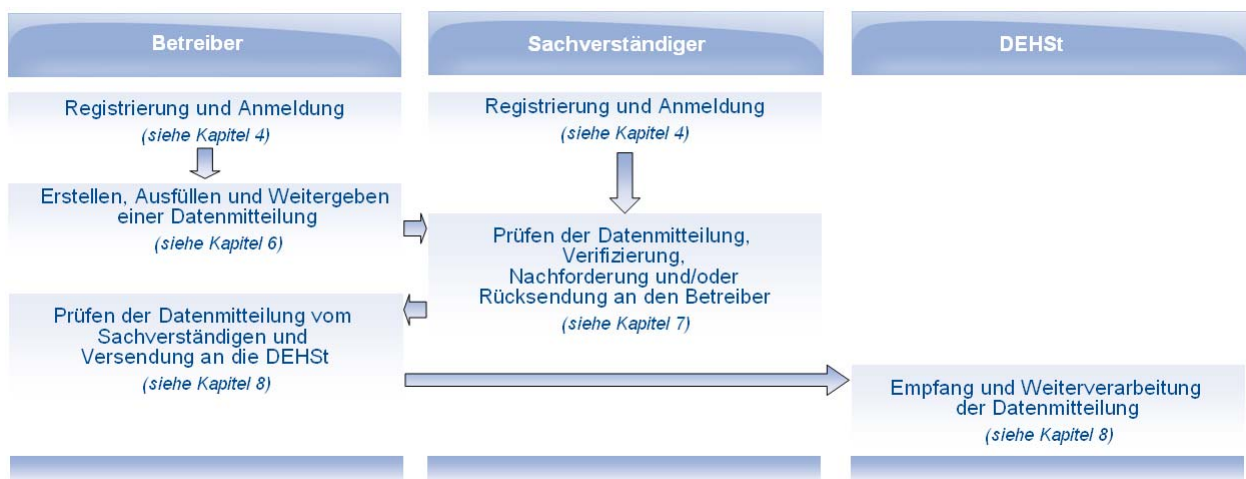 Betreiber
Registrierung und Anmeldung
(siehe Kapitel 4)
Erstellen, Ausfüllen und Weitergeben
einer Datenmitteilung
(siehe Kapitel 6)
Prüfen der Datenmitteilung vom
Sachverständigen und
Versendung an die DEHSt
(siehe Kapitel 8)
Sachverständiger
Registrierung und Anmeldung
(siehe Kapitel 4)
Prüfen der Datenmitteilung,
Verifizierung,
Nachforderung und/oder
Rücksendung an den Betreiber
(siehe Kapitel 7)
DEHSt
Empfang und Weiterverarbeitung
der Datenmitteilung
(siehe Kapitel 8)